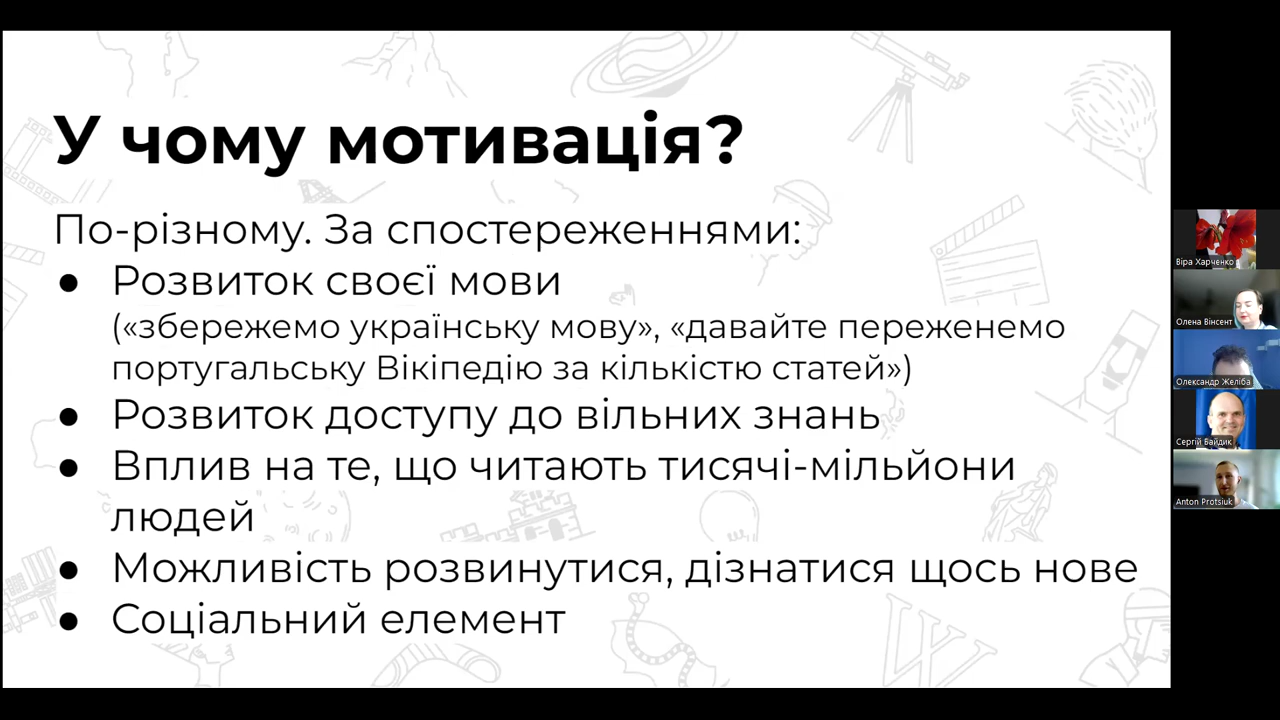 У чому мотивація?
По-різному. За спостереженнями:
● Розвиток своєї мови
(«збережемо українську мову», «давайте переженемо
португальську Вікіпедію за кількістю статей»)
● Розвиток доступу до вільних знань
● Вплив на те, що читають тисячі-мільйони
людей
● Можливість розвинутися, дізнатися щось нове
● Соціальний елемент
Віра Харченко
Олена Вінсент
Олександр Желіба
Сергій Вайдик
Anton Protsiuk